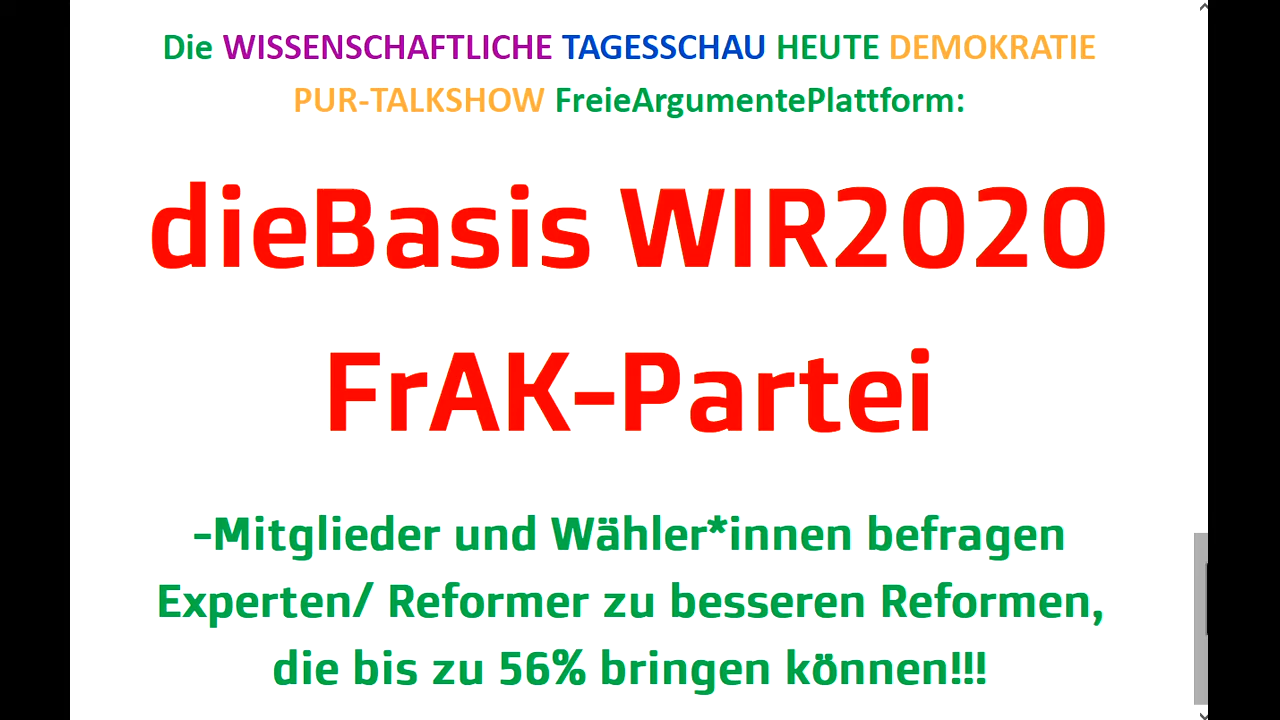 Die WISSENSCHAFTLICHE TAGESSCHAU HEUTE DEMOKRATIE
PUR-TALKSHOW FreieArgumentePlattform:
dieBasis WIR2020
FrAK-Partei
-Mitglieder und Wähler*innen befragen
Experten/ Reformer zu besseren Reformen,
die bis zu 56% bringen können!!!